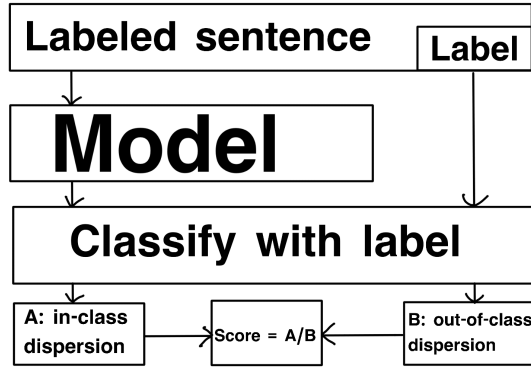 Labeled sentence
Label
Model
Classify with label
A: in-class
dispersion
Score = A/B
B: out-of-class
dispersion